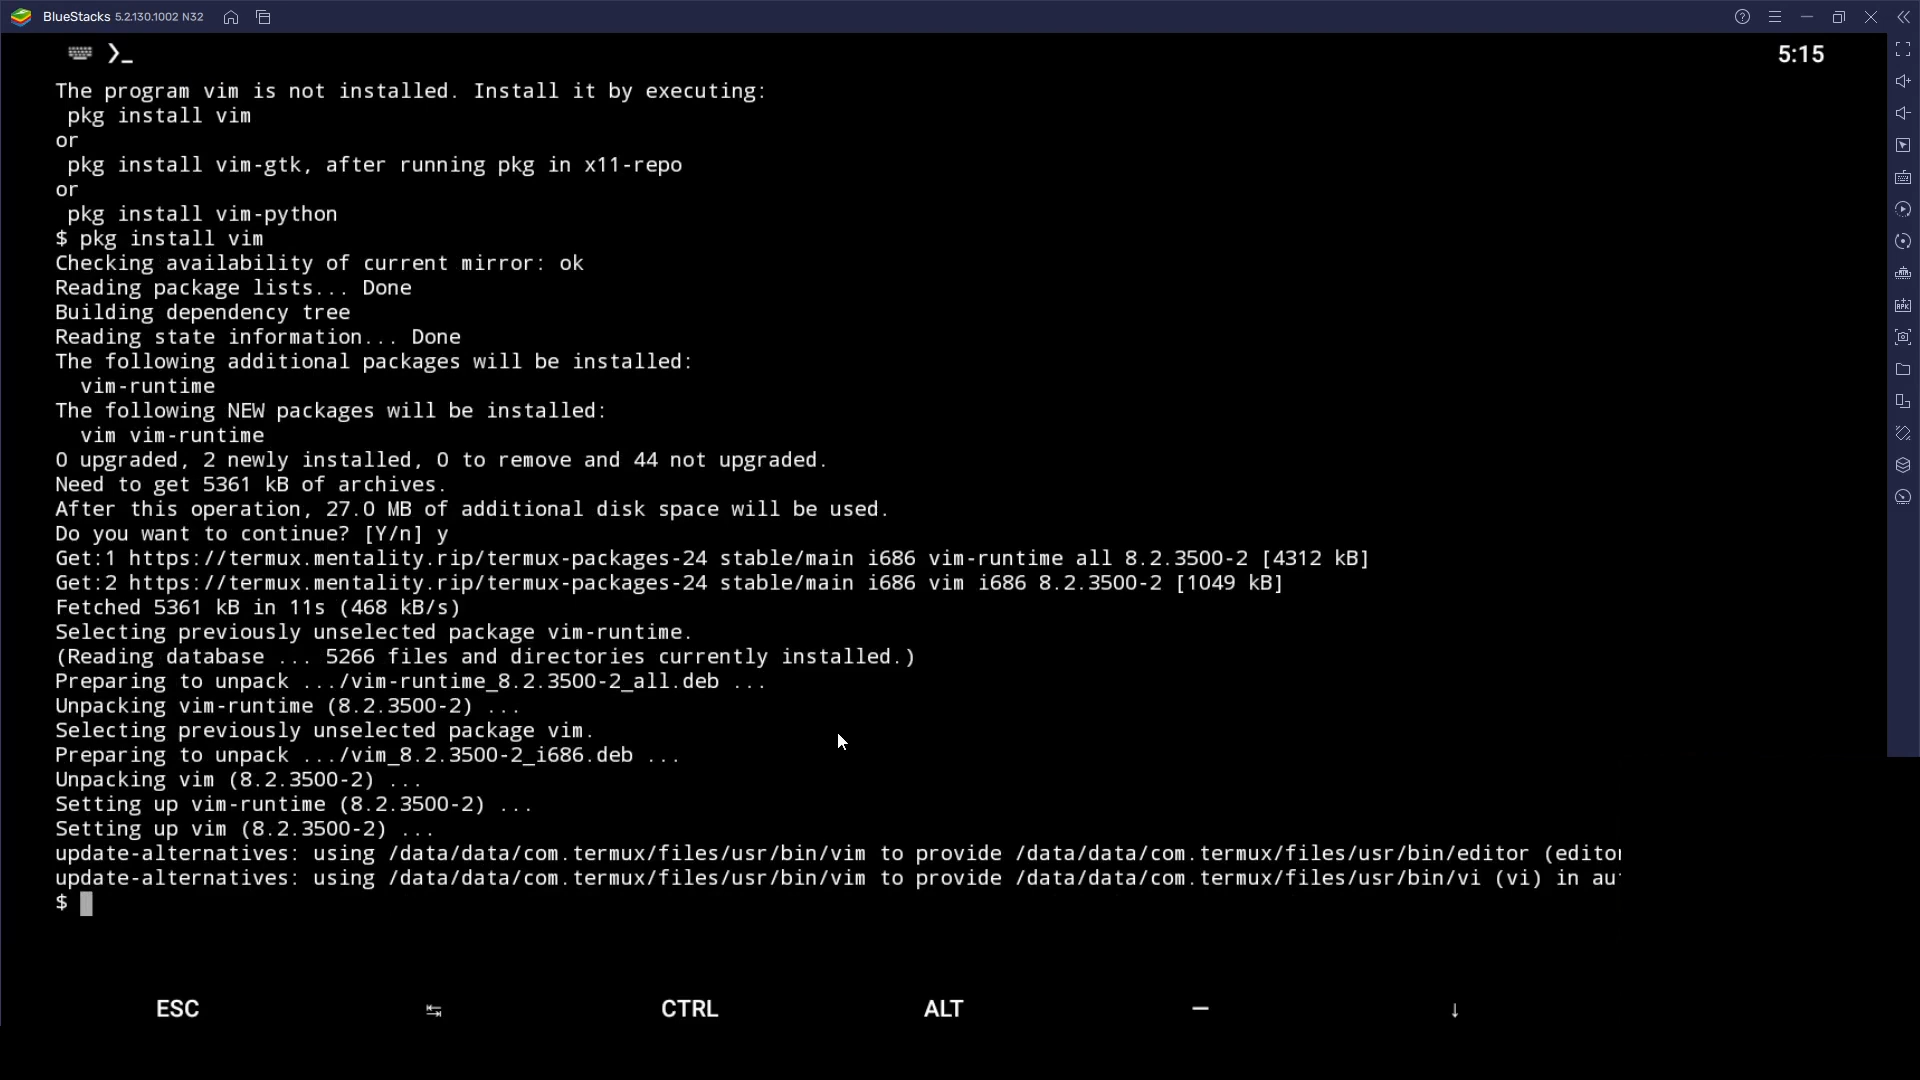 BlueStacks 5.2.130.1002 N32
5:15
The program vim is not installed. Install it by executing:
 pkg install vim
or
 pkg install vim-gtk, after running pkg in x11-repo
or
 pkg install vim-python
$ pkg install vim
Checking availability of current mirror: ok
Reading package lists... Done
Building dependency tree
Reading state information... Done
The following additional packages will be installed:
  vim-runtime
The following NEW packages will be installed:
  vim vim-runtime
0 upgraded, 2 newly installed, 0 to remove and 44 not upgraded.
Need to get 5361 kB of archives.
After this operation, 27.0 MB of additional disk space will be used.
Do you want to continue? [Y/n] y
Get:1 https://termux.mentality.rip/termux-packages-24 stable/main i686 vim-runtime all 8.2.3500-2 [4312 kB]
Get:2 https://termux.mentality.rip/termux-packages-24 stable/main i686 vim i686 8.2.3500-2 [1049 kB]
Fetched 5361 kB in 11s (468 kB/s)
Selecting previously unselected package vim-runtime.
(Reading database ... 5266 files and directories currently installed.)
Preparing to unpack .../vim-runtime_8.2.3500-2_all.deb ...
Unpacking vim-runtime (8.2.3500-2) ...
Selecting previously unselected package vim.
Preparing to unpack .../vim_8.2.3500-2_i686.deb ...
Unpacking vim (8.2.3500-2) ...
Setting up vim-runtime (8.2.3500-2) ...
Setting up vim (8.2.3500-2) ...
update-alternatives: using /data/data/com.termux/files/usr/bin/vim to provide /data/data/com.termux/files/usr/bin/editor (editor
update-alternatives: using /data/data/com.termux/files/usr/bin/vim to provide /data/data/com.termux/files/usr/bin/vi (vi) in au
$
ESC ↹ CTRL ALT — ↓